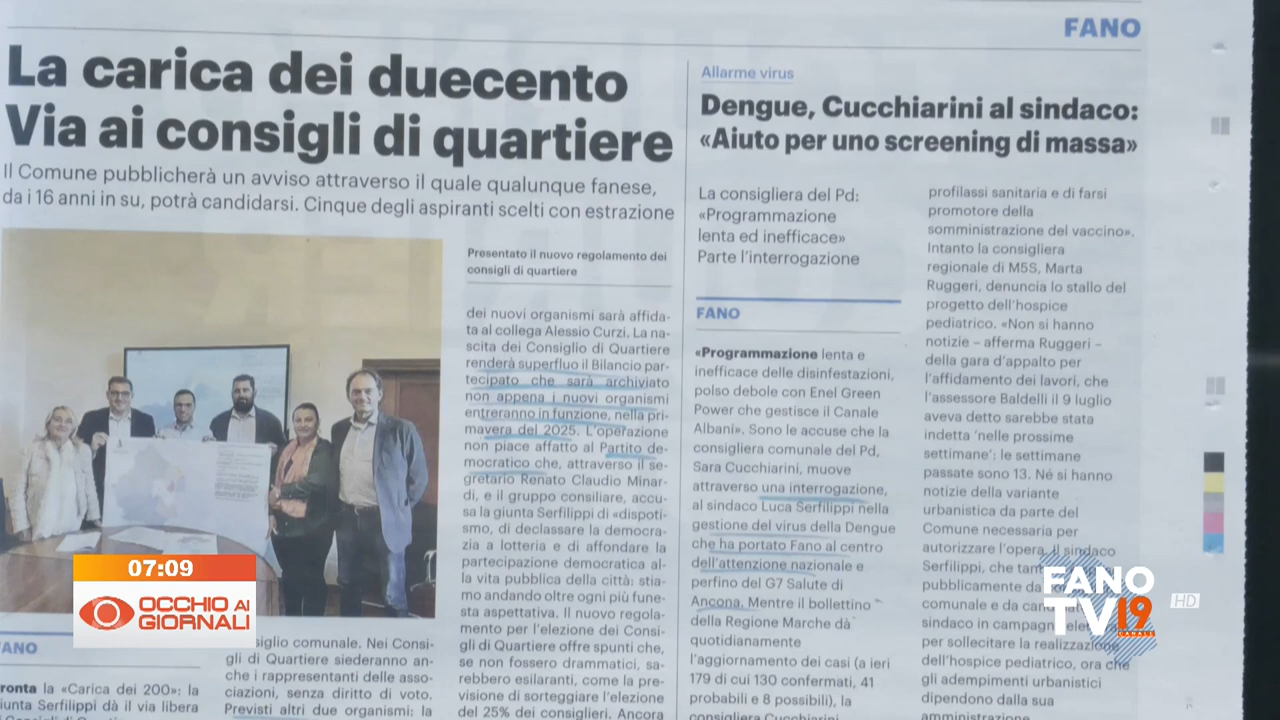 FANO
La carica dei duecento
Via ai consigli di quartiere
Il Comune pubblicherà un avviso attraverso il quale qualunque fanese,
da i 16 anni in su, potrà candidarsi. Cinque degli aspiranti scelti con estrazione
Presentato il nuovo regolamento dei
consigli di quartiere
ronta la «Carica dei 200»: la
iunta Serfilippi dà il via libera
siglio comunale. Nei Consi-
gli di Quartiere siederanno an-
che i rappresentanti delle asso-
ciazioni, senza diritto di voto.
Previsti altri due organismi: la
dei nuovi organismi sarà affida-
ta al collega Alessio Curzi. La na-
scita dei Consiglio di Quartiere
renderà superfluo il Bilancio par-
tecipato che sarà archiviato
non appena i nuovi organismi
entreranno in funzione, nella pri-
mavera del 2025. L'operazione
non piace affatto al Partito de-
mocratico che, attraverso il se-
gretario Renato Claudio Minar-
di, e il gruppo consiliare, accu-
sa la giunta Serfilippi di «dispoti-
smo, di declassare la democra-
zia a lotteria e di affondare la
partecipazione democratica al-
la vita pubblica della città: stia-
mo andando oltre ogni più fune-
sta aspettativa. Il nuovo regola-
mento per l'elezione dei Consi-
gli di Quartiere offre spunti che,
se non fossero drammatici, sa-
rebbero esilaranti, come la pre-
visione di sorteggiare l'elezione
del 25% dei consiglieri. Ancora
Allarme virus
Dengue, Cucchiarini al sindaco:
«Aiuto per uno screening di massa»
La consigliera del Pd:
«Programmazione
lenta ed inefficace»
Parte l'interrogazione
FANO
«Programmazione lenta e
inefficace delle disinfestazioni,
polso debole con Enel Green
Power che gestisce il Canale
Albani». Sono le accuse che la
consigliera comunale del Pd,
Sara Cucchiarini, muove
attraverso una interrogazione,
al sindaco Luca Serfilippi nella
gestione del virus della Dengue
che ha portato Fano al centro
dell'attenzione nazionale e
perfino del G7 Salute di
Ancona. Mentre il bollettino
della Regione Marche dà
quotidianamente
l'aggiornamento dei casi (a ieri
179 di cui 130 confermati, 41
probabili e 8 possibili), la
consigliera Cucchiarini
profilassi sanitaria e di farsi
promotore della
somministrazione del vaccino».
Intanto la consigliera
regionale di M5S, Marta
Ruggeri, denuncia lo stallo del
progetto dell'hospice
pediatrico. «Non si hanno
notizie – afferma Ruggeri –
della gara d'appalto per
l'affidamento dei lavori, che
l'assessore Baldelli il 9 luglio
aveva detto sarebbe stata
indetta 'nelle prossime
settimane': le settimane
passate sono 13. Né si hanno
notizie della variante
urbanistica da parte del
Comune necessaria per
autorizzare l'opera. Il sindaco
Serfilippi, che
pubblicamente da
comunale e da
sindaco in campagna
per sollecitare la realizzazione
dell'hospice pediatrico, ora che
gli adempimenti urbanistici
dipendono dalla sua
amministrazione
07:09
OCCHIO AI
GIORNALI
FANO
TV 19
CANALE
HD